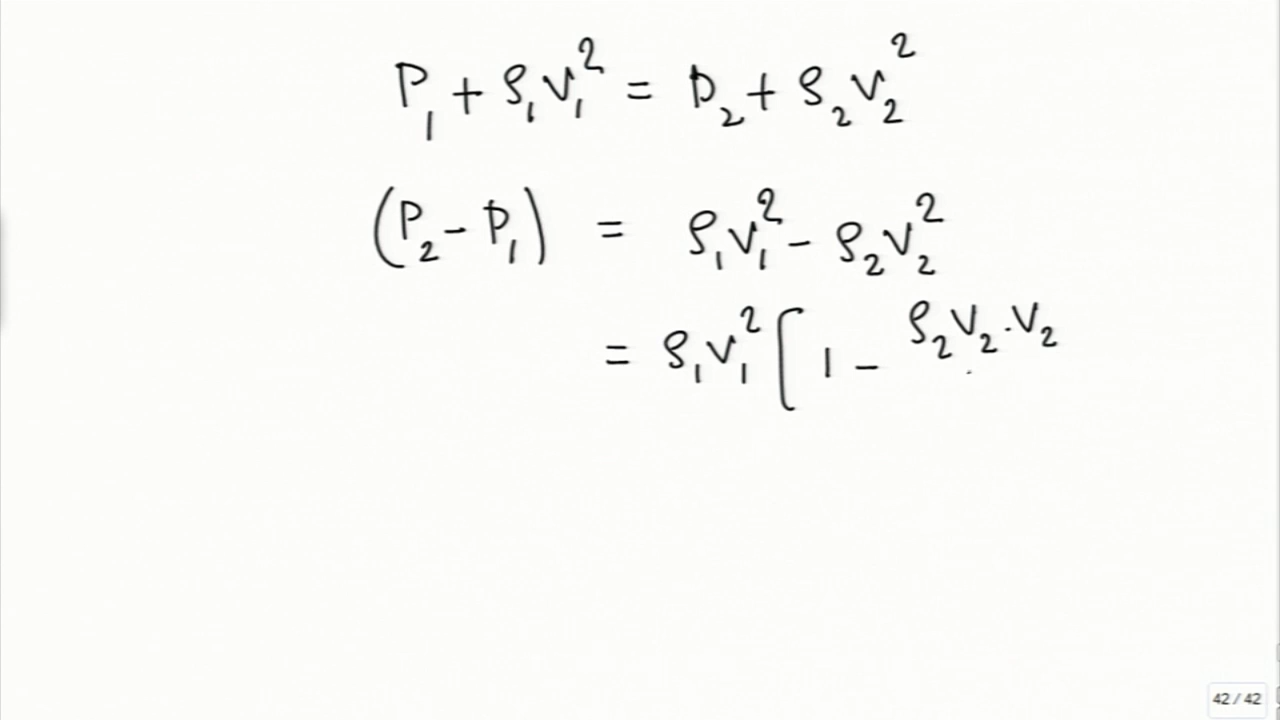 P₁ + ρ₁V₁² = P₂ + ρ₂V₂²
(P₂ - P₁) = ρ₁V₁² - ρ₂V₂²
= ρ₁V₁² [ 1 - ρ₂V₂.V₂
42 / 42